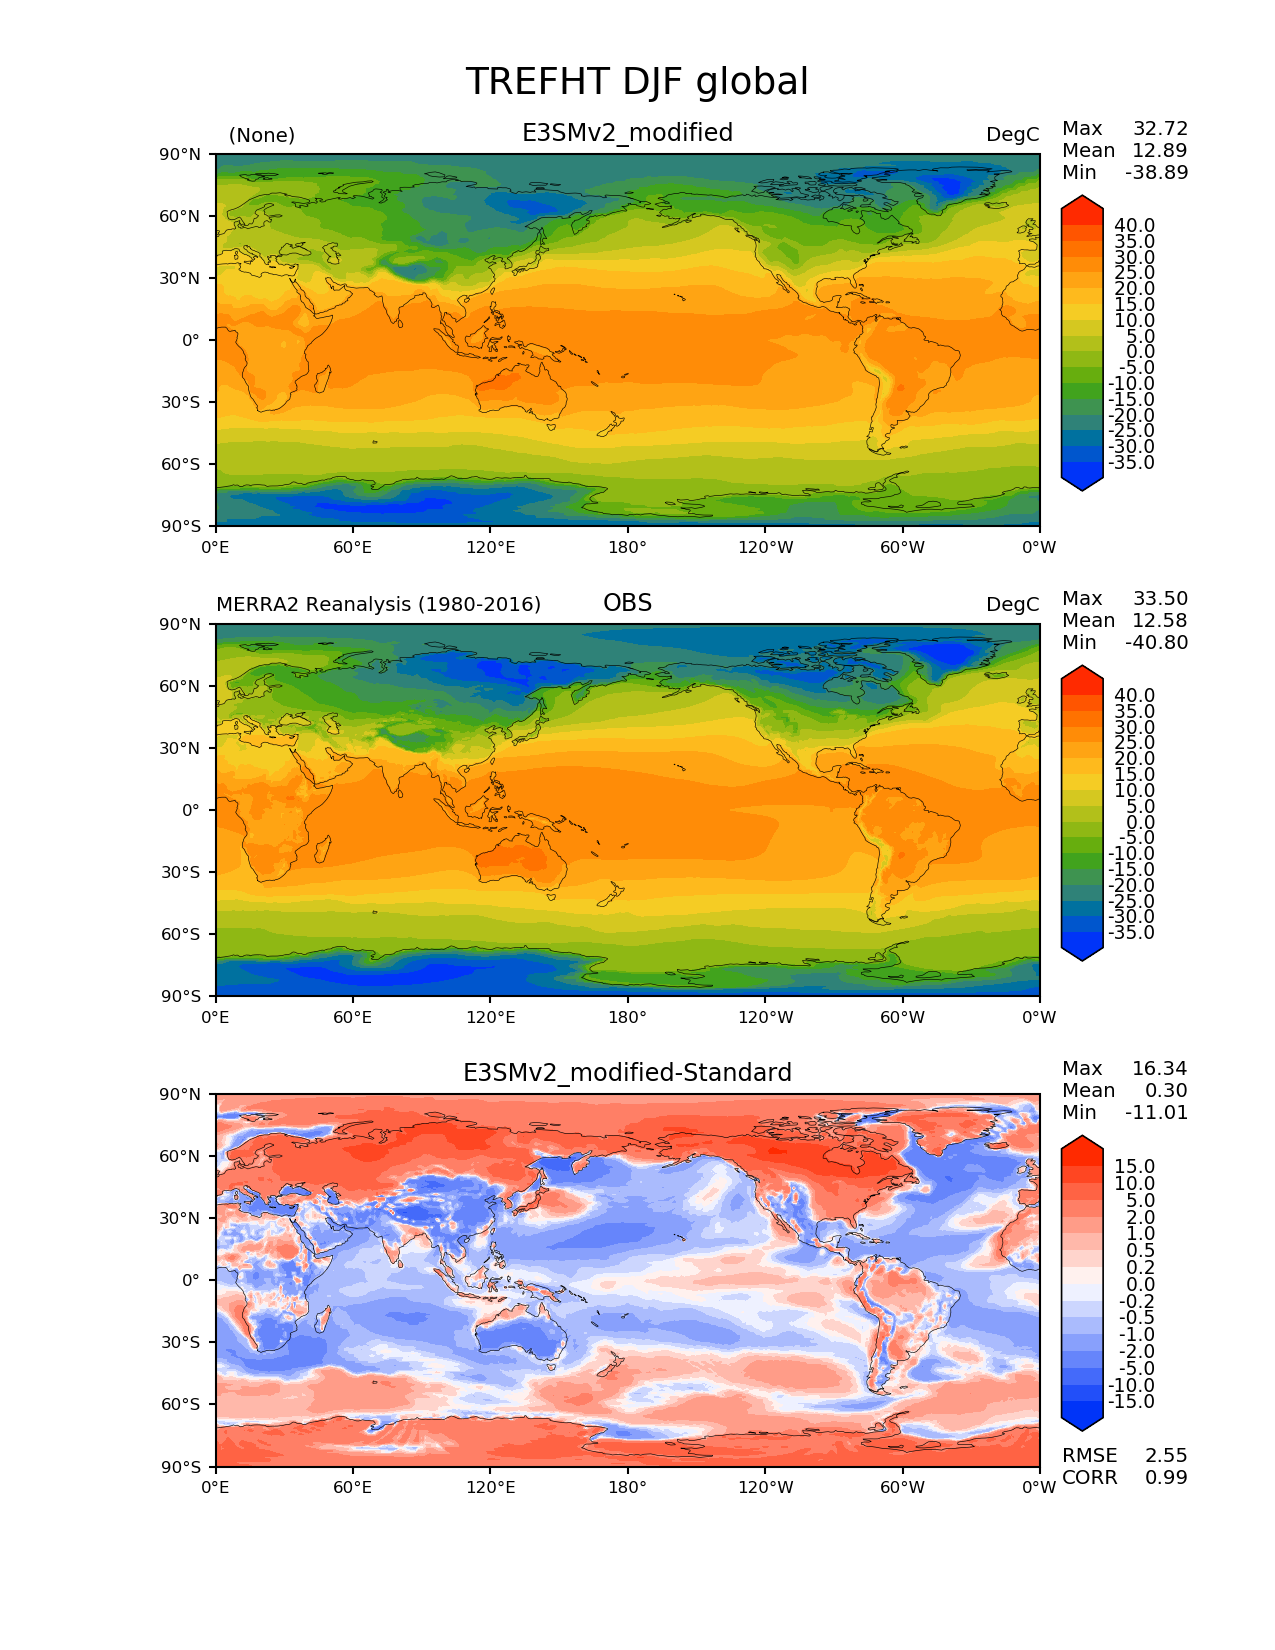 TREFHT DJF global
(None) E3SMv2_modified DegC
Max 32.72
Mean 12.89
Min -38.89
90°N
60°N
30°N
0°
30°S
60°S
90°S
0°E 60°E 120°E 180° 120°W 60°W 0°W
40.0
35.0
30.0
25.0
20.0
15.0
10.0
5.0
0.0
-5.0
-10.0
-15.0
-20.0
-25.0
-30.0
-35.0
MERRA2 Reanalysis (1980-2016) OBS DegC
Max 33.50
Mean 12.58
Min -40.80
90°N
60°N
30°N
0°
30°S
60°S
90°S
0°E 60°E 120°E 180° 120°W 60°W 0°W
40.0
35.0
30.0
25.0
20.0
15.0
10.0
5.0
0.0
-5.0
-10.0
-15.0
-20.0
-25.0
-30.0
-35.0
E3SMv2_modified-Standard
Max 16.34
Mean 0.30
Min -11.01
90°N
60°N
30°N
0°
30°S
60°S
90°S
0°E 60°E 120°E 180° 120°W 60°W 0°W
15.0
10.0
5.0
2.0
1.0
0.5
0.2
0.0
-0.2
-0.5
-1.0
-2.0
-5.0
-10.0
-15.0
RMSE 2.55
CORR 0.99